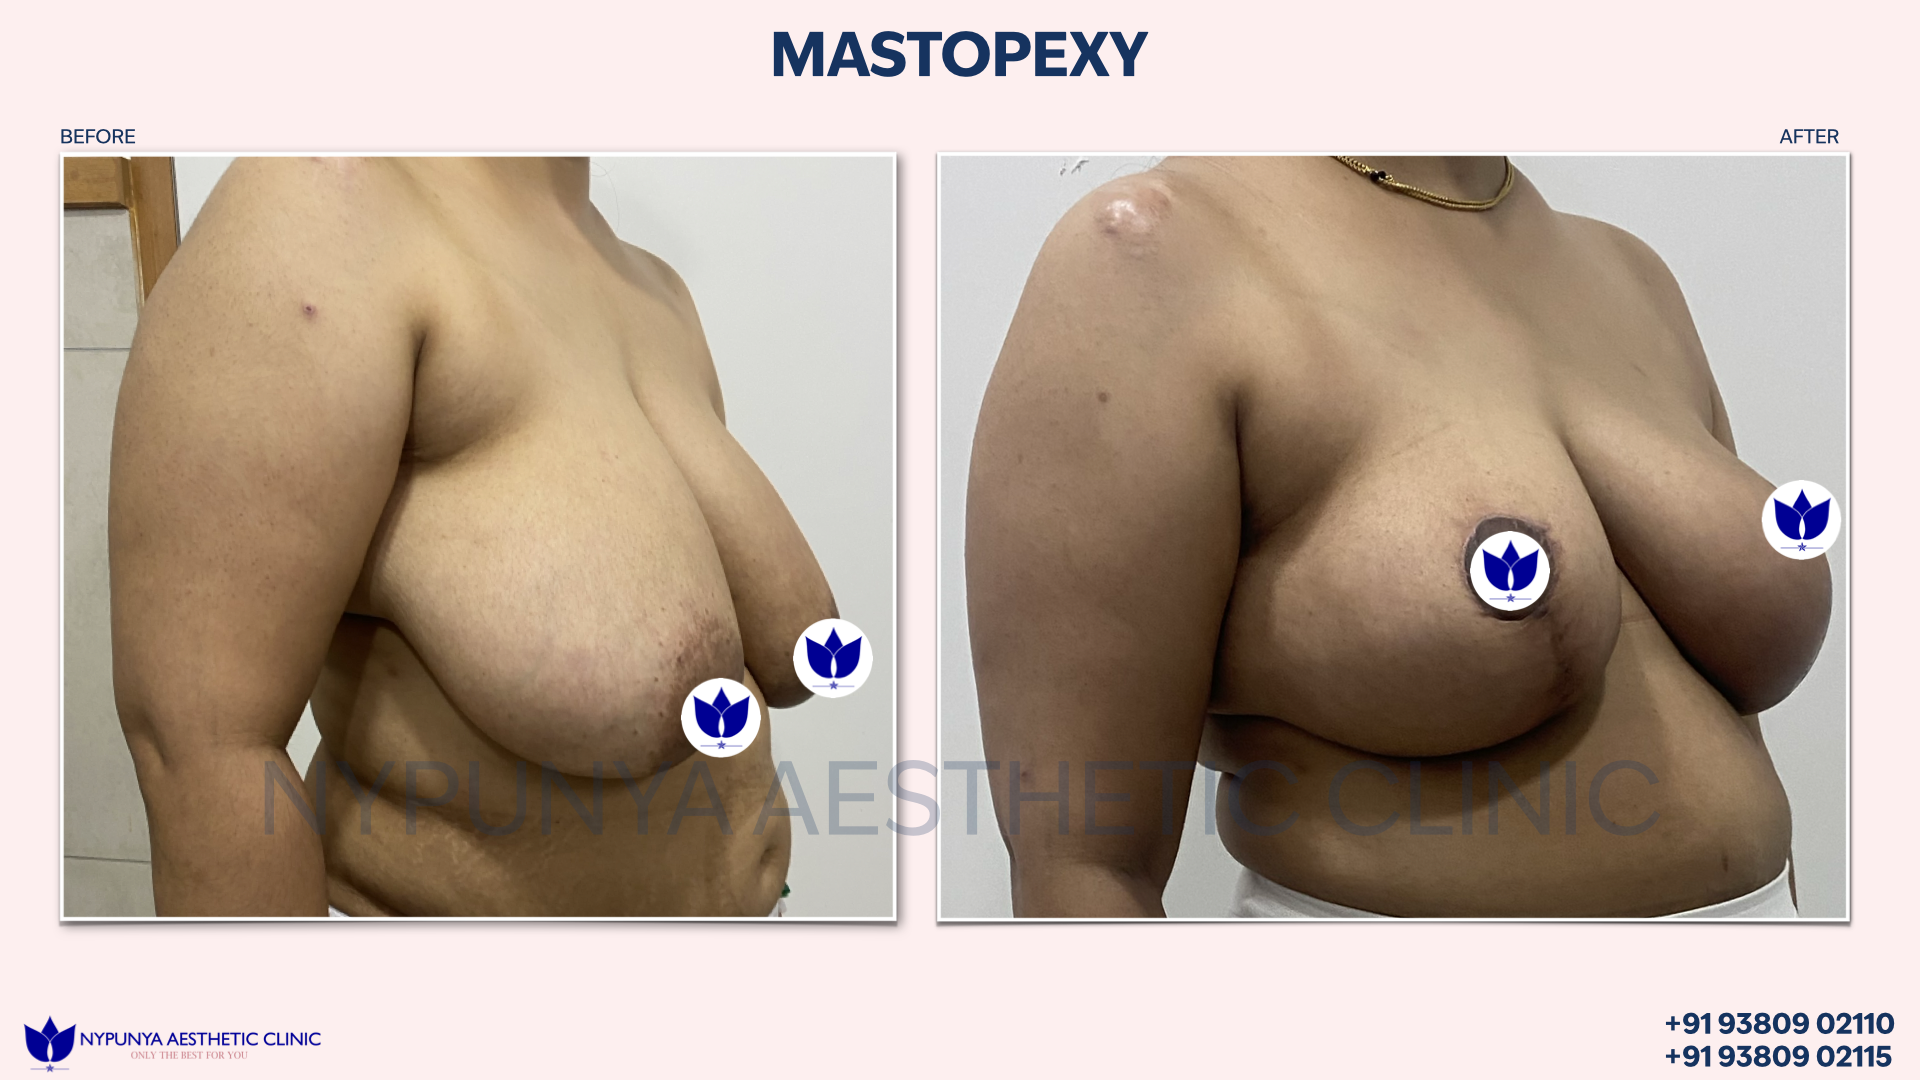 MASTOPEXY
BEFORE
AFTER
NYPUNYA AESTHETIC CLINIC
NYPUNYA AESTHETIC CLINIC
ONLY THE BEST FOR YOU
+91 93809 02110
+91 93809 02115